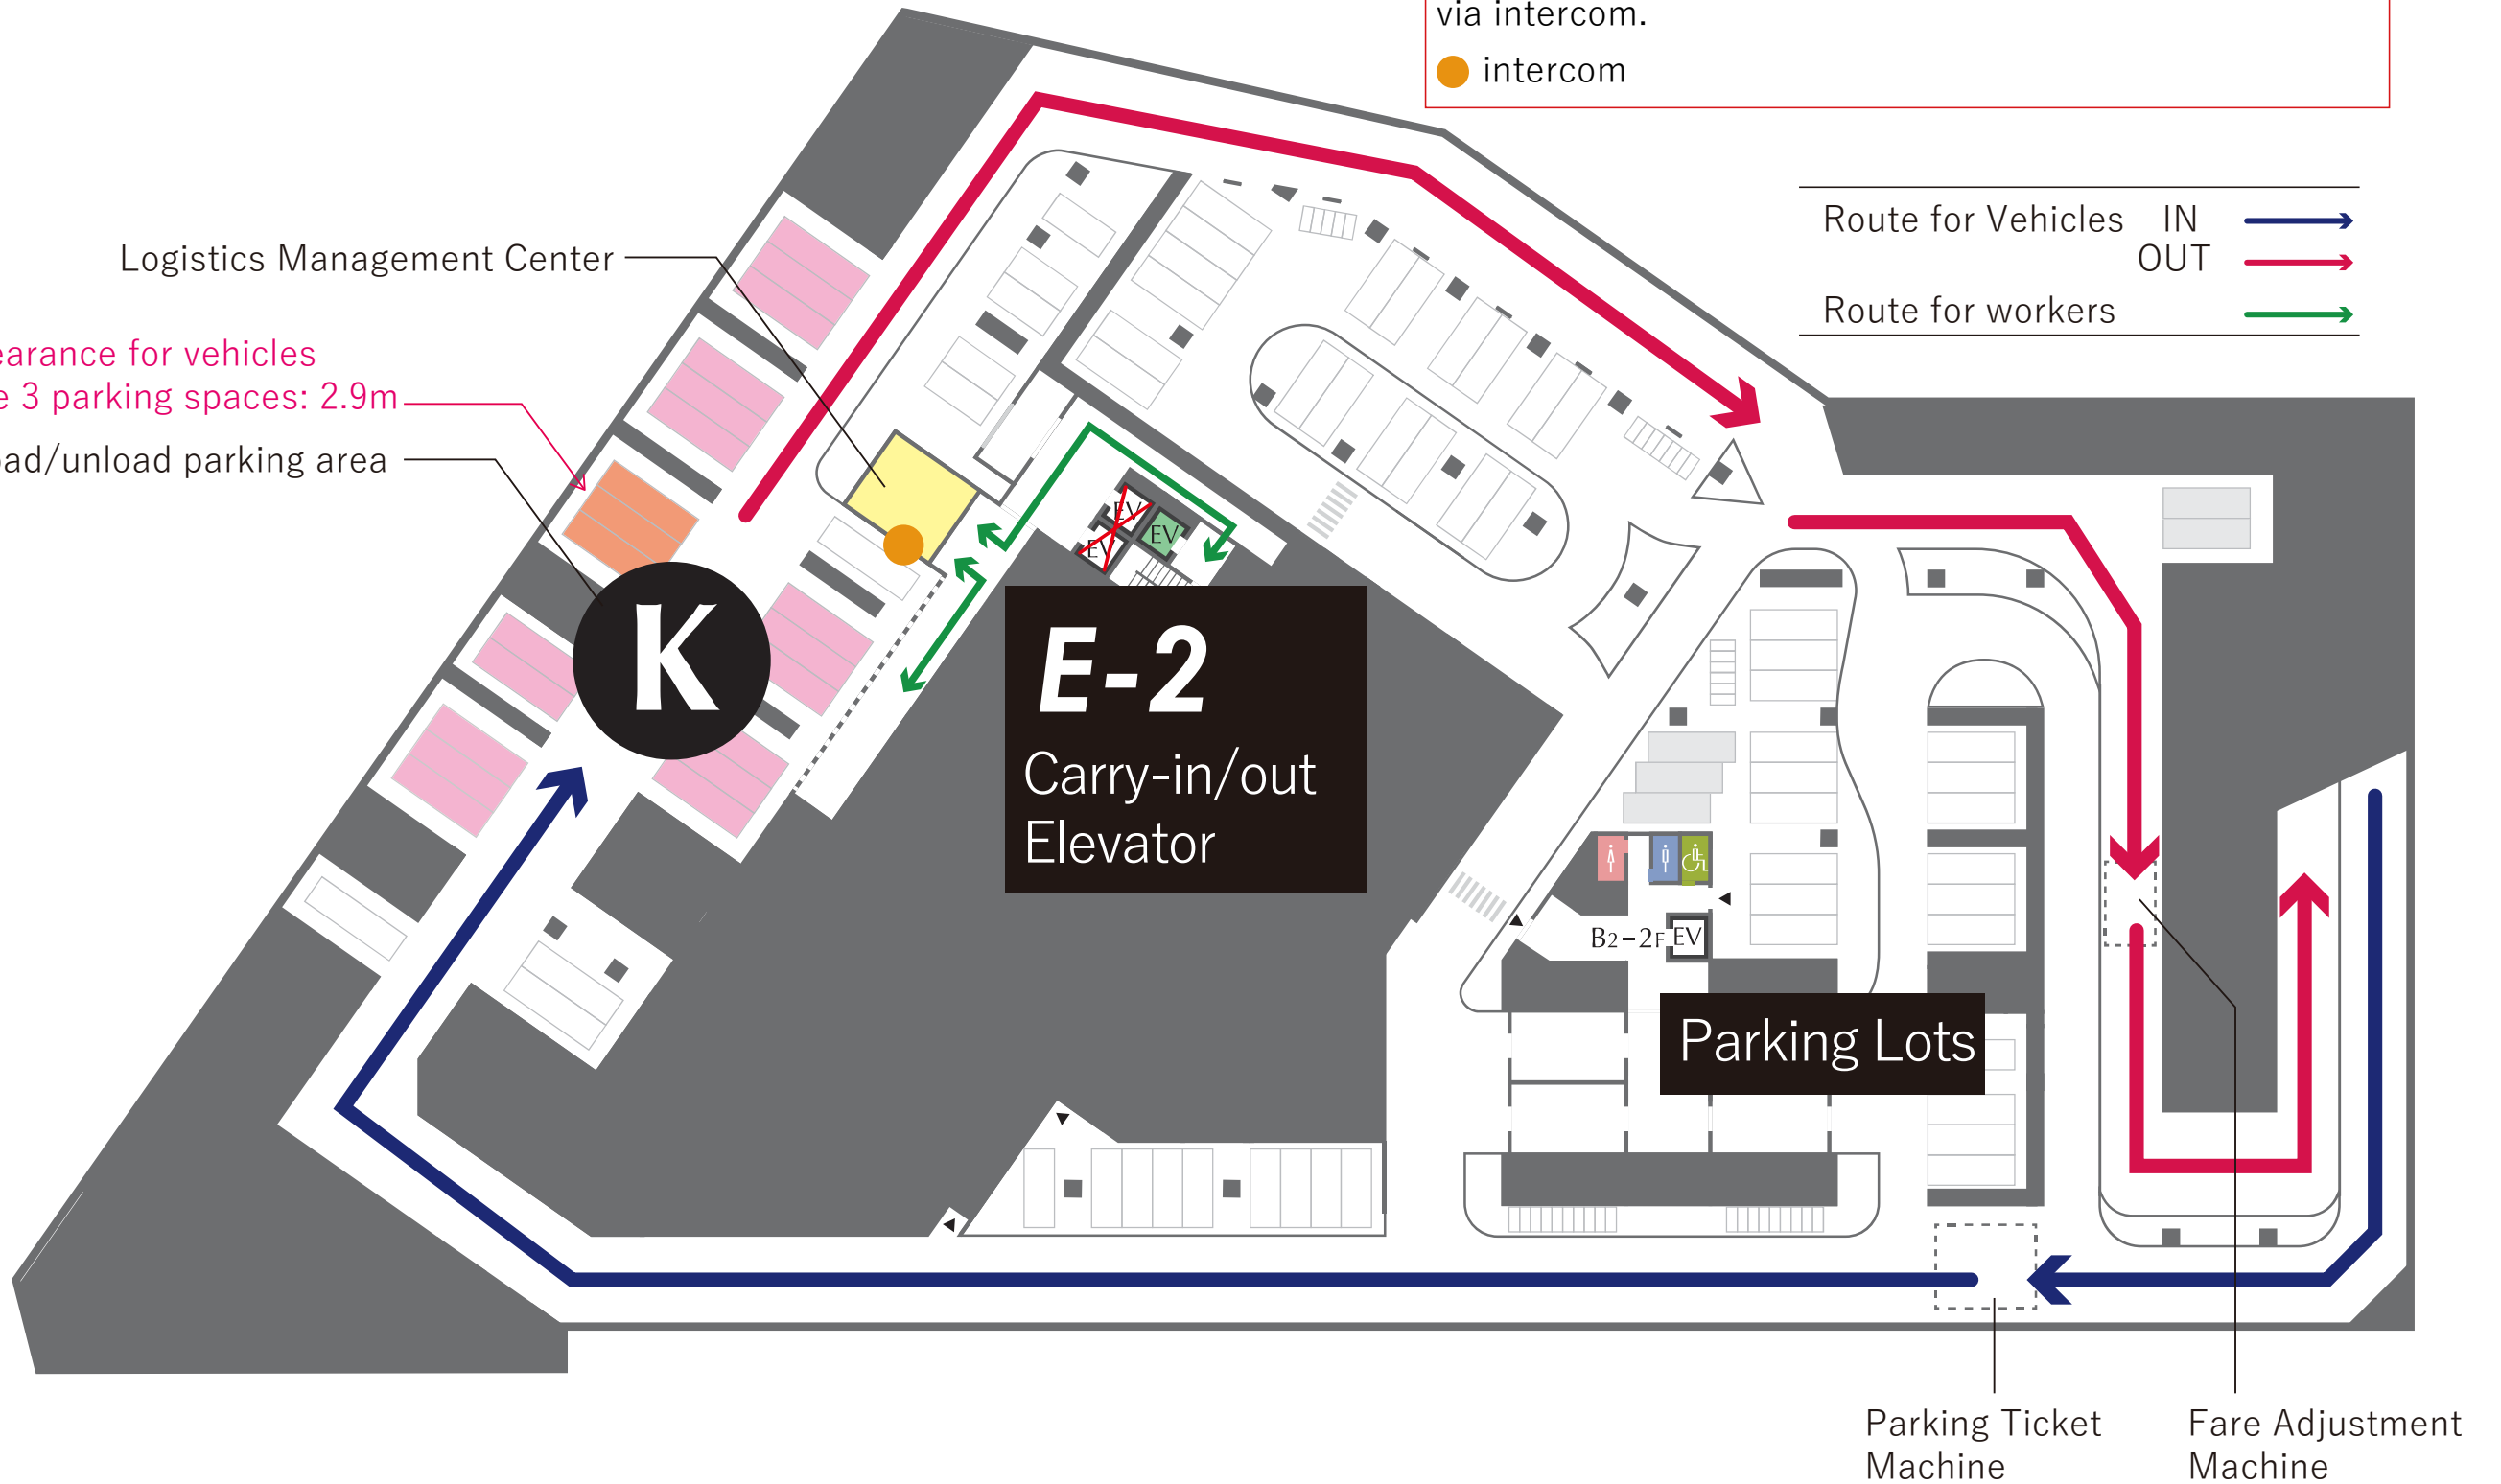 via intercom.
intercom
Route for Vehicles IN
OUT
Route for workers
Logistics Management Center
earance for vehicles
e 3 parking spaces: 2.9m
oad/unload parking area
K
EV
EV
EV
E-2
Carry-in/out
Elevator
B2-2F EV
Parking Lots
Parking Ticket
Machine
Fare Adjustment
Machine